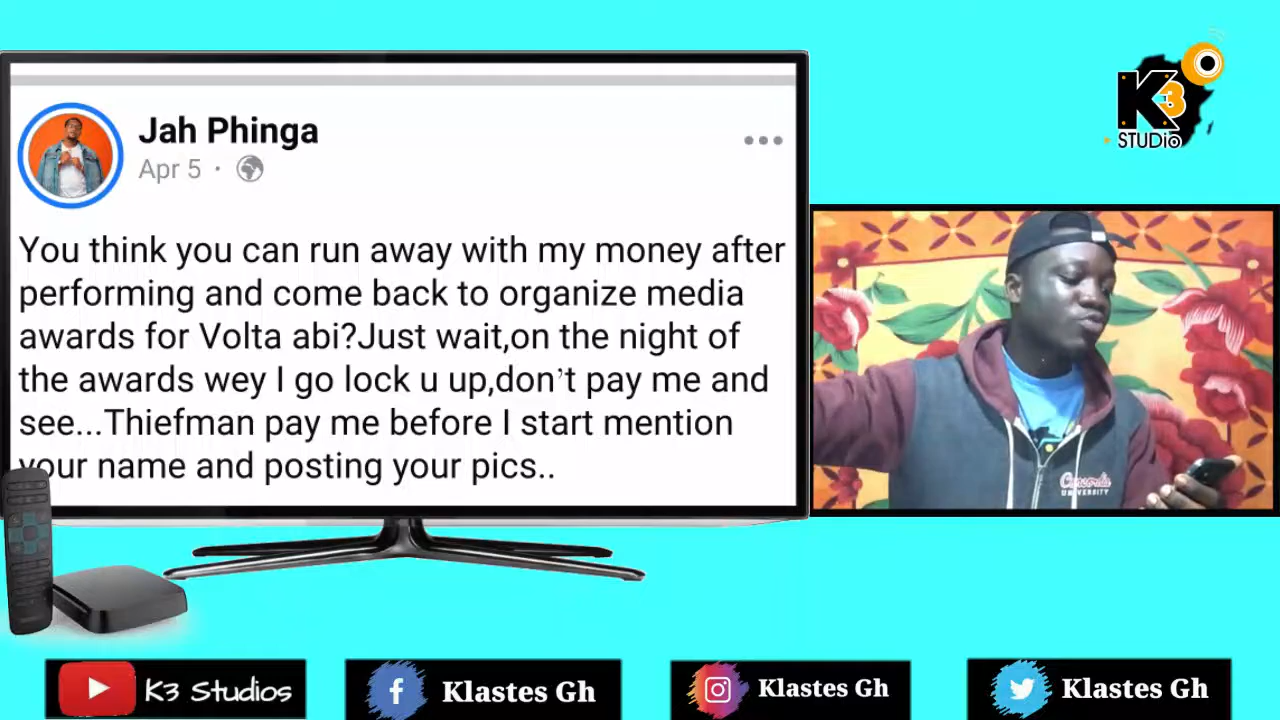 Jah Phinga
Apr 5 ·
You think you can run away with my money after
performing and come back to organize media
awards for Volta abi?Just wait,on the night of
the awards wey I go lock u up,don't pay me and
see...Thiefman pay me before I start mention
your name and posting your pics..
K3
STUDiO
Concordia
UNIVERSITY
K3 Studios
Klastes Gh
Klastes Gh
Klastes Gh